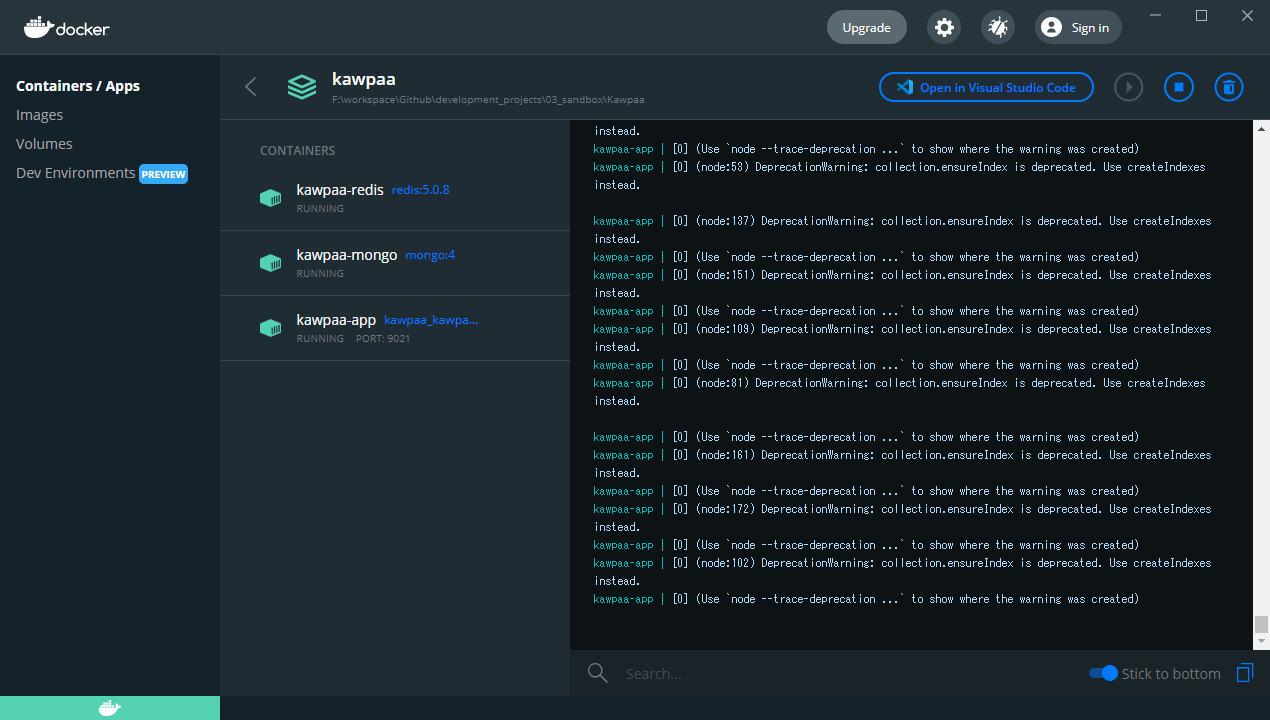 docker
Upgrade
Sign in
Containers / Apps
Images
Volumes
Dev Environments PREVIEW
kawpaa
F:\workspace\Github\development_projects\03_sandbox\Kawpaa
Open in Visual Studio Code
CONTAINERS
kawpaa-redis redis:5.0.8
RUNNING
kawpaa-mongo mongo:4
RUNNING
kawpaa-app kawpaa_kawpa...
RUNNING PORT: 9021
instead.
kawpaa-app | [0] (Use `node --trace-deprecation ...` to show where the warning was created)
kawpaa-app | [0] (node:53) DeprecationWarning: collection.ensureIndex is deprecated. Use createIndexes
instead.
kawpaa-app | [0] (node:137) DeprecationWarning: collection.ensureIndex is deprecated. Use createIndexes
instead.
kawpaa-app | [0] (Use `node --trace-deprecation ...` to show where the warning was created)
kawpaa-app | [0] (node:151) DeprecationWarning: collection.ensureIndex is deprecated. Use createIndexes
instead.
kawpaa-app | [0] (Use `node --trace-deprecation ...` to show where the warning was created)
kawpaa-app | [0] (node:109) DeprecationWarning: collection.ensureIndex is deprecated. Use createIndexes
instead.
kawpaa-app | [0] (Use `node --trace-deprecation ...` to show where the warning was created)
kawpaa-app | [0] (node:81) DeprecationWarning: collection.ensureIndex is deprecated. Use createIndexes
instead.
kawpaa-app | [0] (Use `node --trace-deprecation ...` to show where the warning was created)
kawpaa-app | [0] (node:161) DeprecationWarning: collection.ensureIndex is deprecated. Use createIndexes
instead.
kawpaa-app | [0] (Use `node --trace-deprecation ...` to show where the warning was created)
kawpaa-app | [0] (node:172) DeprecationWarning: collection.ensureIndex is deprecated. Use createIndexes
instead.
kawpaa-app | [0] (Use `node --trace-deprecation ...` to show where the warning was created)
kawpaa-app | [0] (node:102) DeprecationWarning: collection.ensureIndex is deprecated. Use createIndexes
instead.
kawpaa-app | [0] (Use `node --trace-deprecation ...` to show where the warning was created)
Search...
Stick to bottom